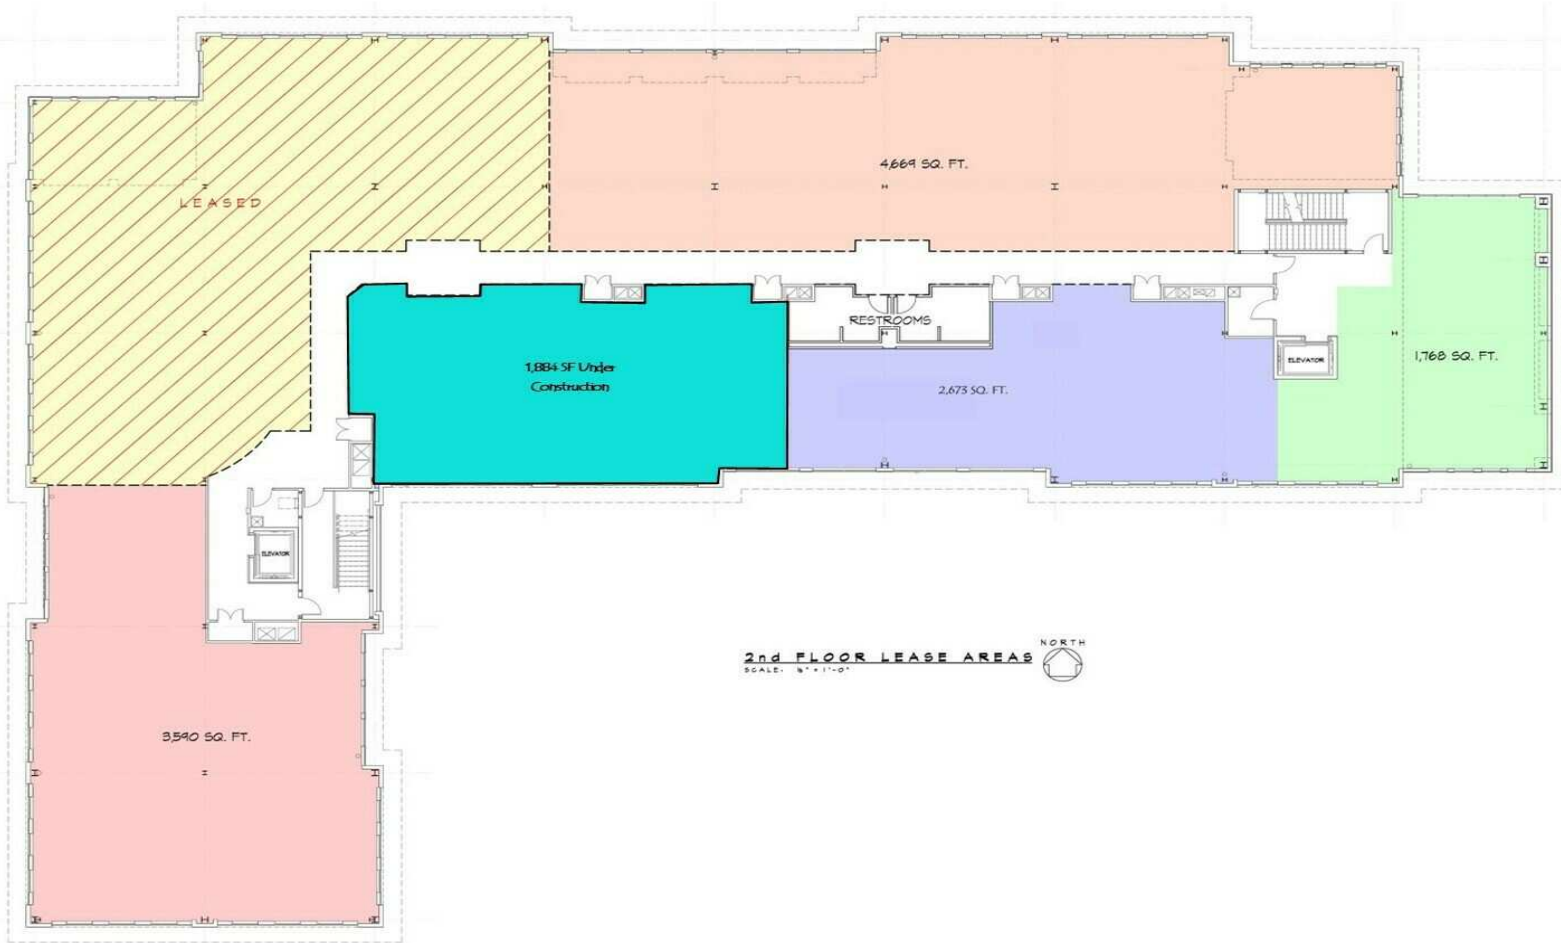 4,669 SQ. FT.
LEASED
RESTROOMS
1,884 SF Under
Construction
2,673 SQ. FT.
ELEVATOR
1,768 SQ. FT.
ELEVATOR
2nd FLOOR LEASE AREAS
NORTH
SCALE:
3,590 SQ. FT.